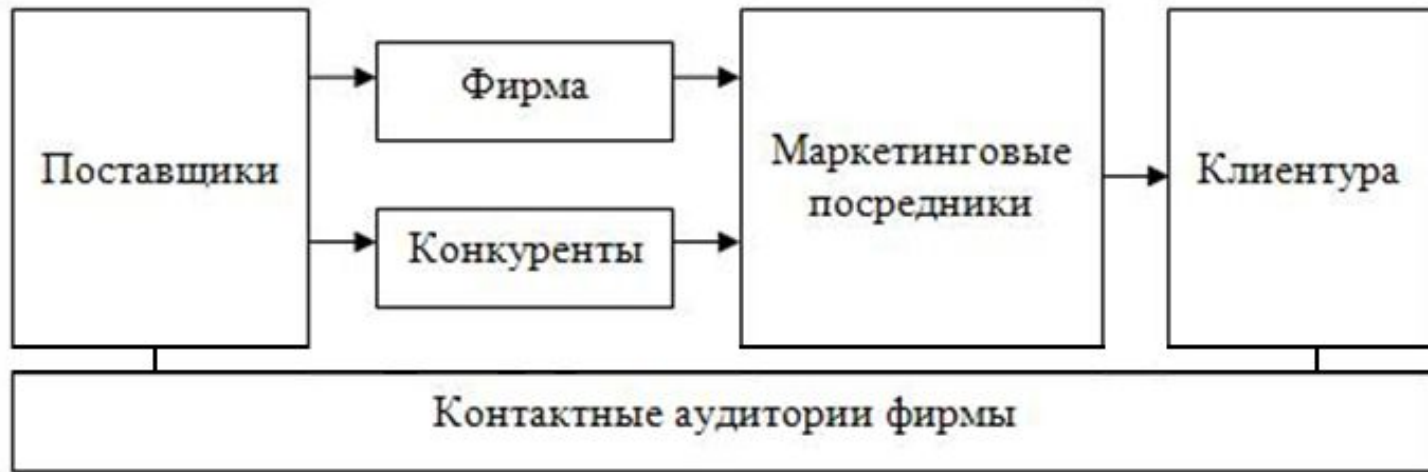 Поставщики
Фирма
Конкуренты
Маркетинговые
посредники
Клиентура
Контактные аудитории фирмы